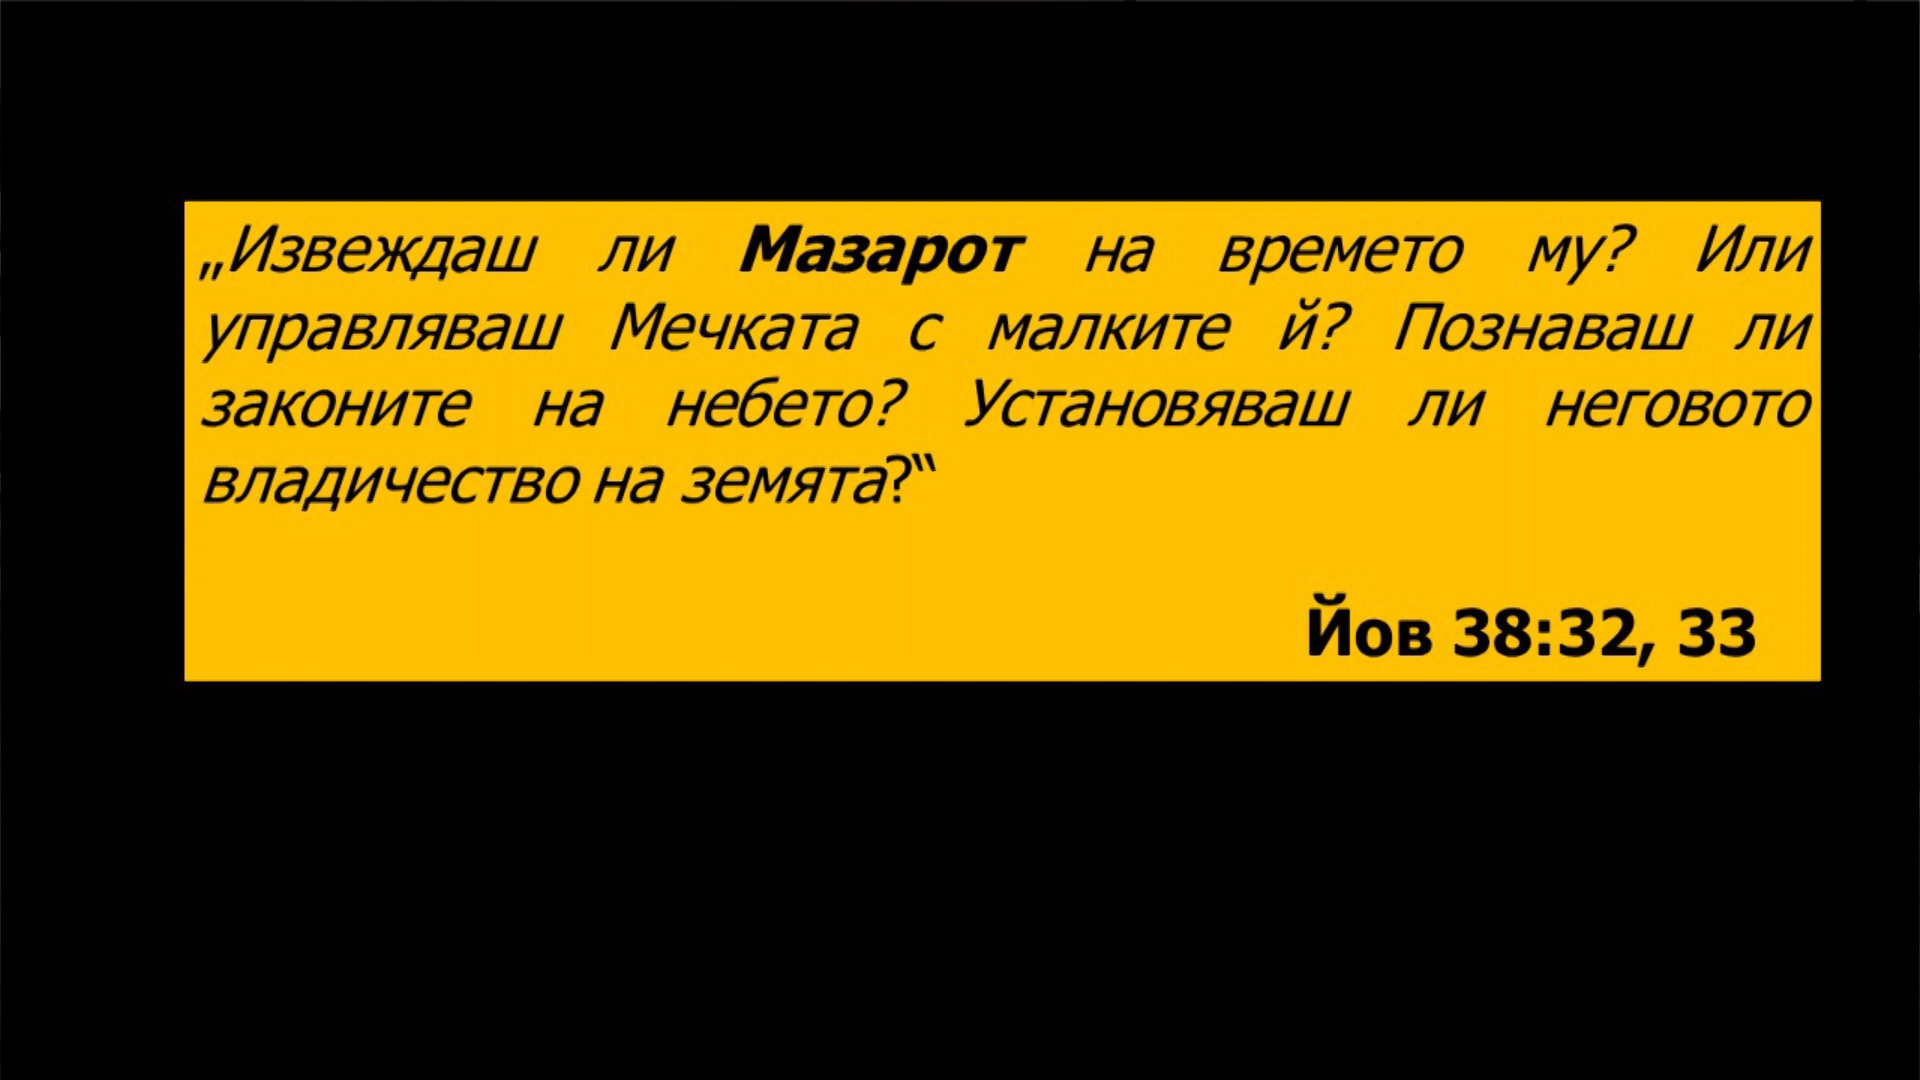 „Извеждаш ли Мазарот на времето му? Или
управляваш Мечката с малките й? Познаваш ли
законите на небето? Установяваш ли неговото
владичество на земята?“
Йов 38:32, 33